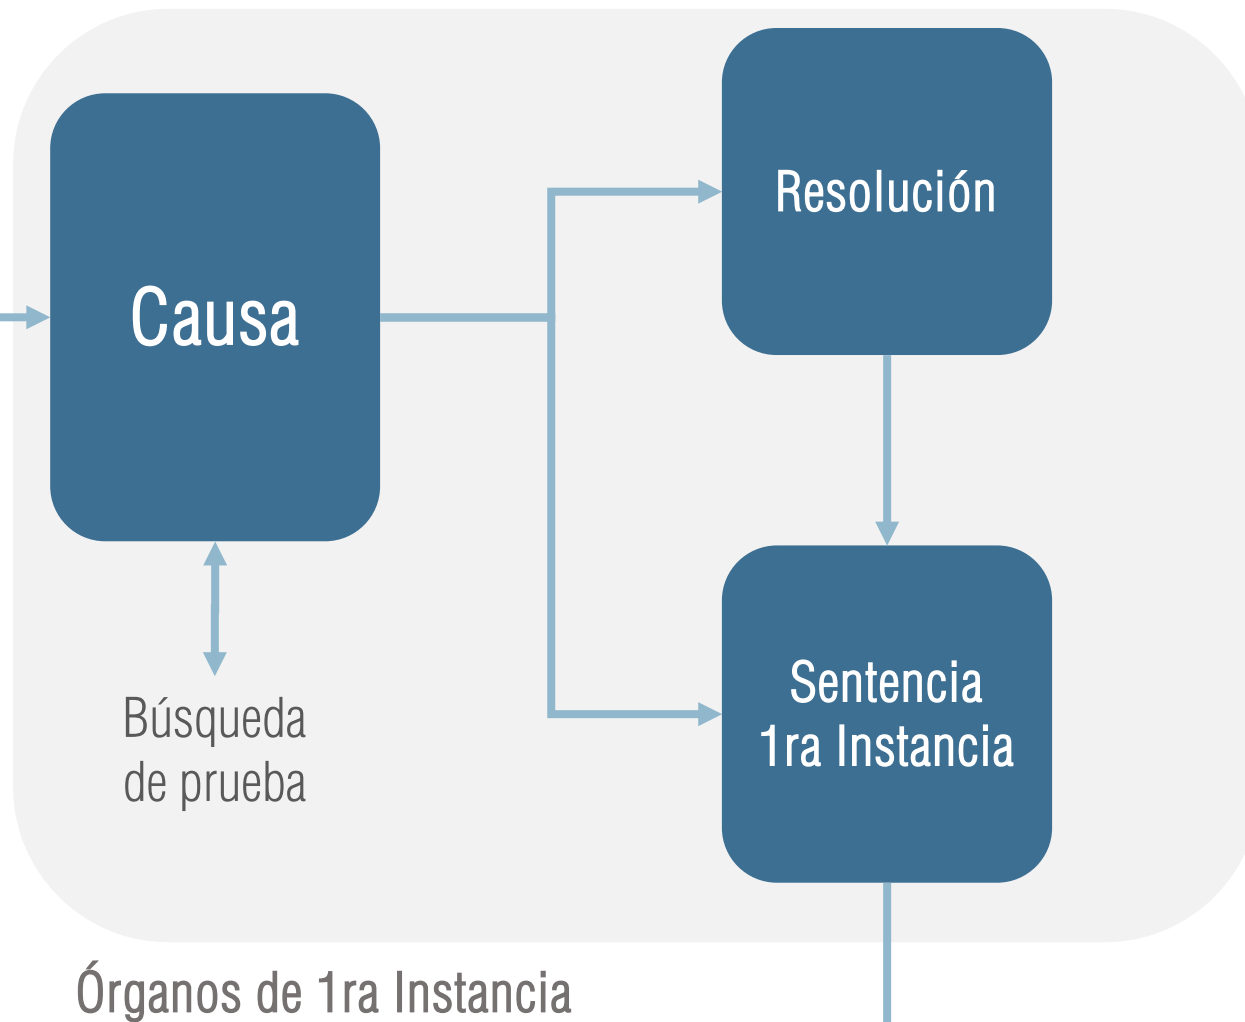 Causa
Resolución
Búsqueda
de prueba
Sentencia
1ra Instancia
Órganos de 1ra Instancia